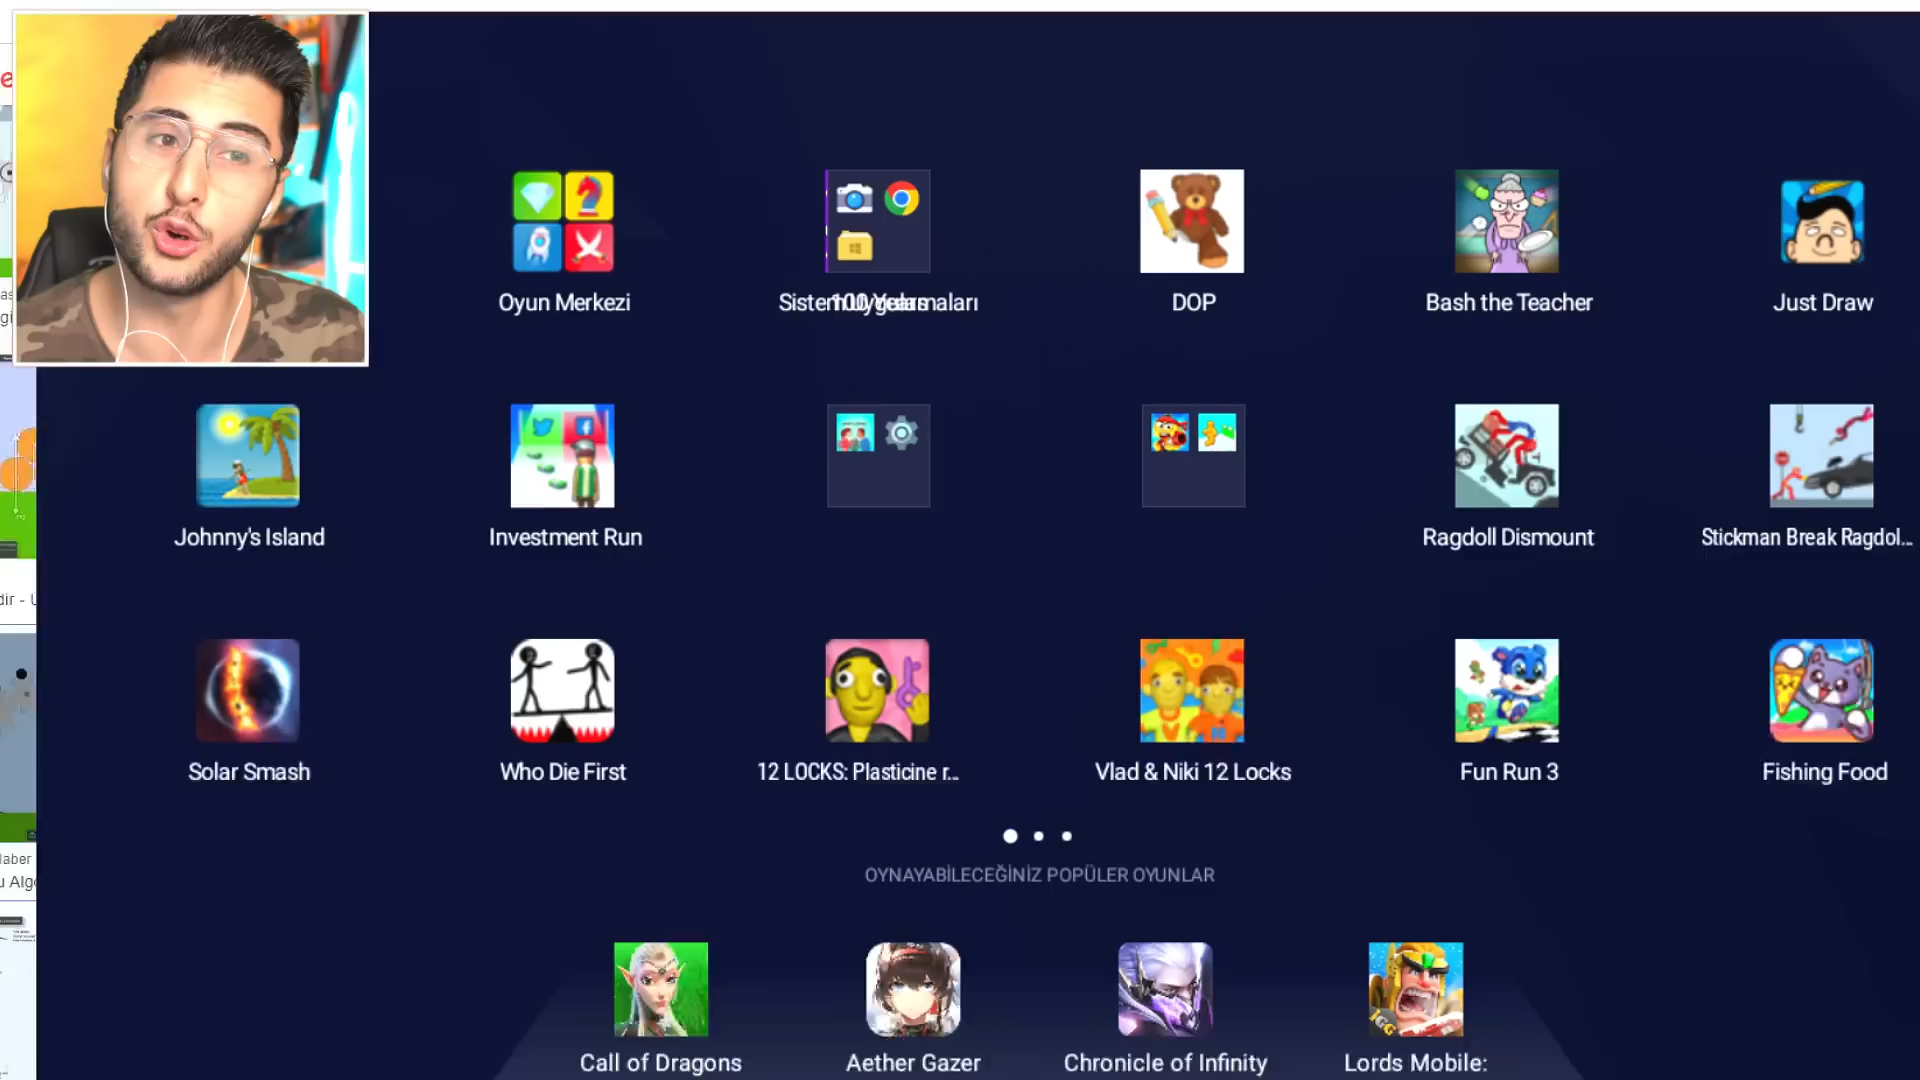 Oyun Merkezi
Sistem Uygulamaları
DOP
Bash the Teacher
Just Draw
Johnny's Island
Investment Run
Ragdoll Dismount
Stickman Break Ragdol...
Solar Smash
Who Die First
12 LOCKS: Plasticine r...
Vlad & Niki 12 Locks
Fun Run 3
Fishing Food
OYNAYABİLECEĞİNİZ POPÜLER OYUNLAR
Call of Dragons
Aether Gazer
Chronicle of Infinity
Lords Mobile: